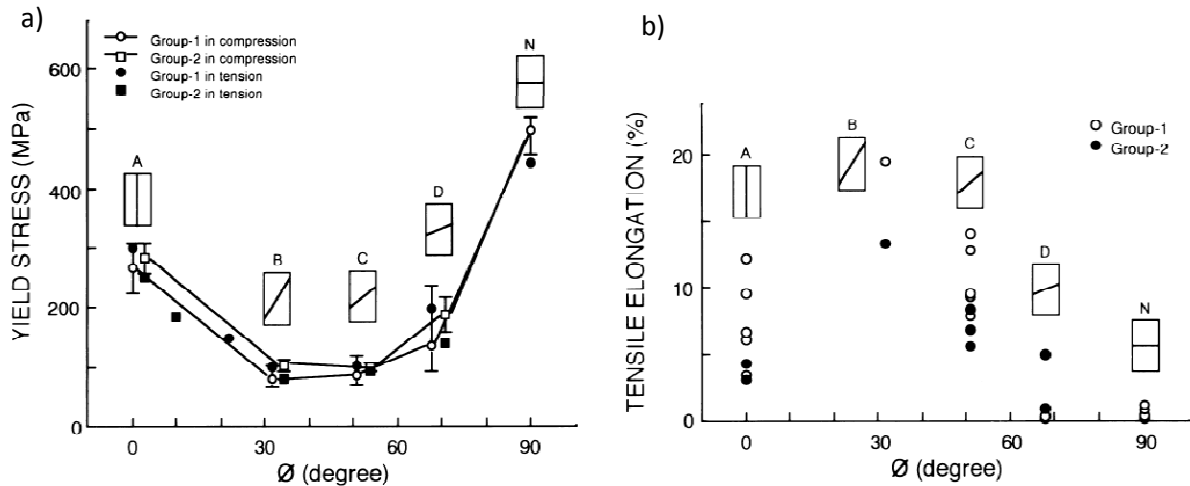 a)
Group-1 in compression
Group-2 in compression
Group-1 in tension
Group-2 in tension
YIELD STRESS (MPa)
600
400
200
0
A
B
C
D
N
0
30
60
90
Ø (degree)
b)
Group-1
Group-2
TENSILE ELONGATION (%)
20
10
0
A
B
C
D
N
0
30
60
90
Ø (degree)